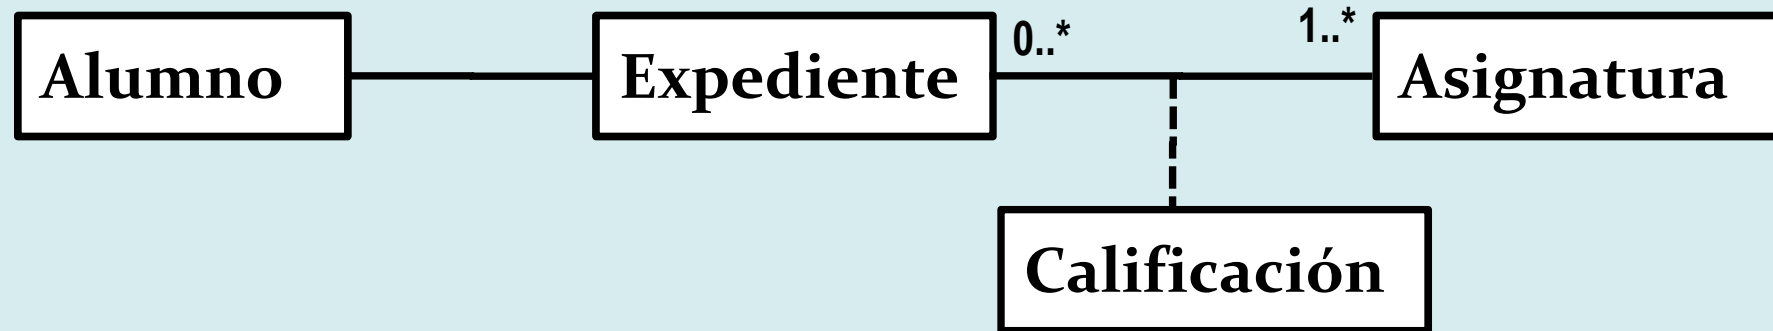 Alumno
Expediente
0..*
1..*
Asignatura
Calificación